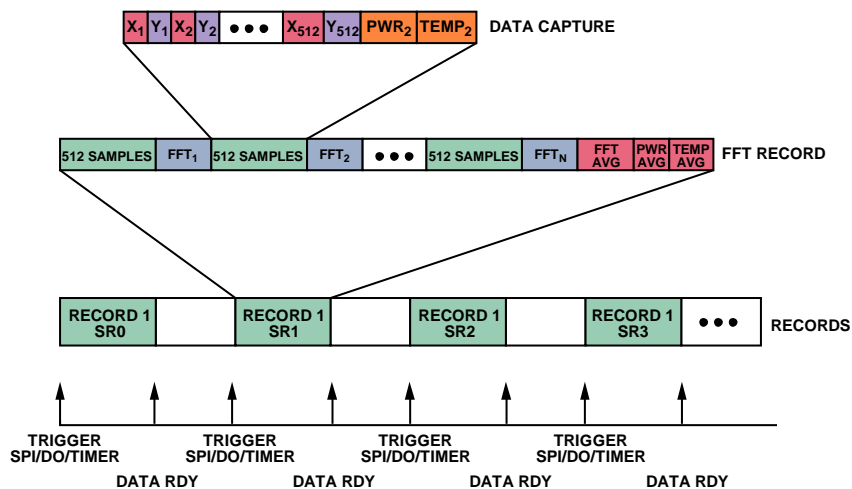 X1 Y1 X2 Y2 ••• X512 Y512 PWR2 TEMP2 DATA CAPTURE
512 SAMPLES FFT1 512 SAMPLES FFT2 ••• 512 SAMPLES FFTN FFT AVG PWR AVG TEMP AVG FFT RECORD
RECORD 1 SR0 RECORD 1 SR1 RECORD 1 SR2 RECORD 1 SR3 ••• RECORDS
TRIGGER TRIGGER TRIGGER TRIGGER
SPI/DO/TIMER SPI/DO/TIMER SPI/DO/TIMER SPI/DO/TIMER
DATA RDY DATA RDY DATA RDY DATA RDY